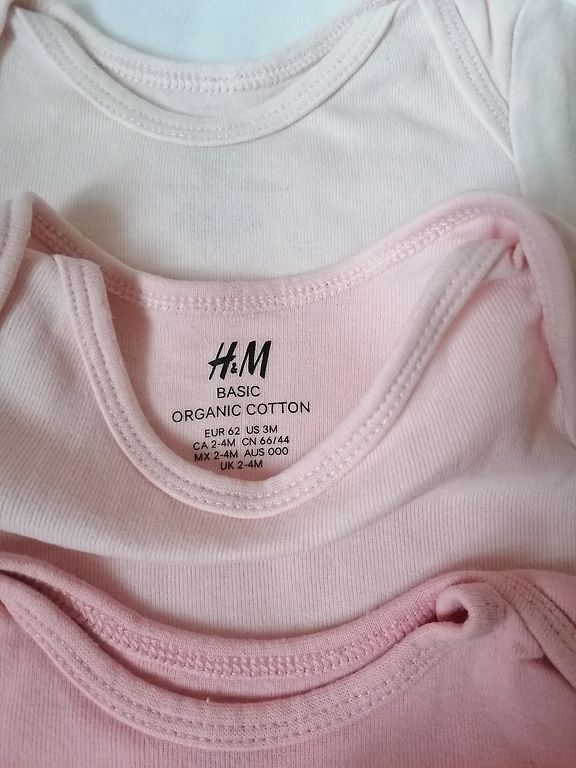 H&M
BASIC
ORGANIC COTTON
EUR 62 US 3M
CA 2-4M CN 66/44
MX 2-4M AUS 000
UK 2-4M